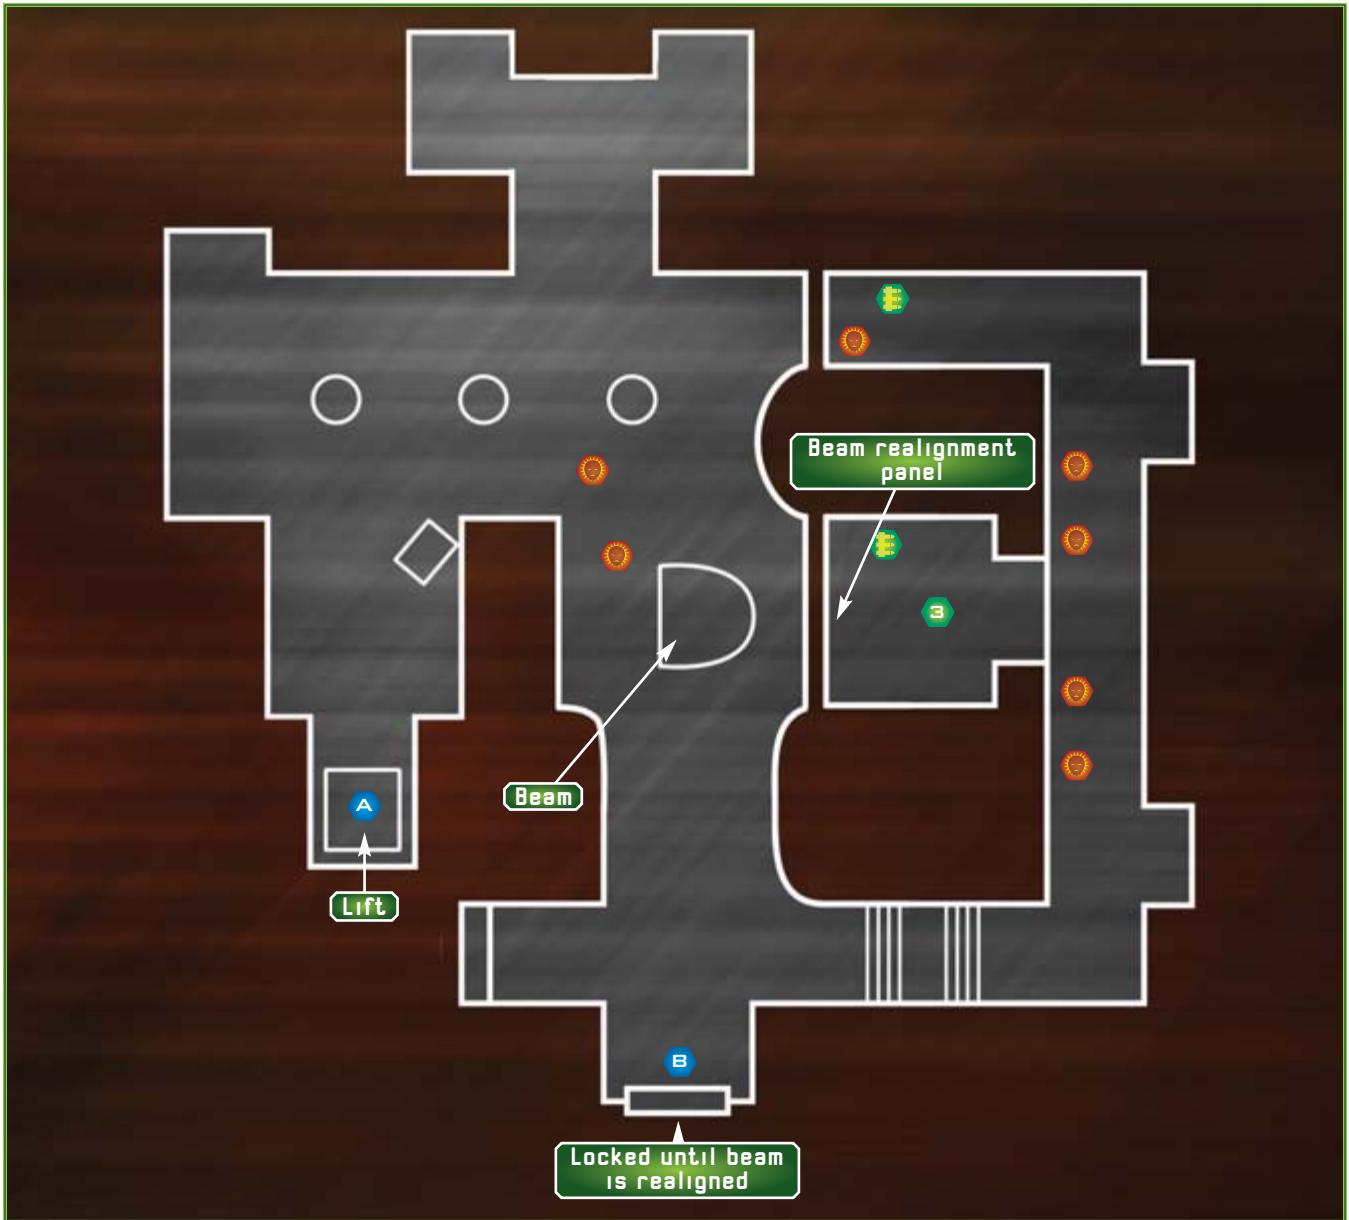 Beam realignment
panel
3
Beam
A
Lift
B
Locked until beam
is realigned